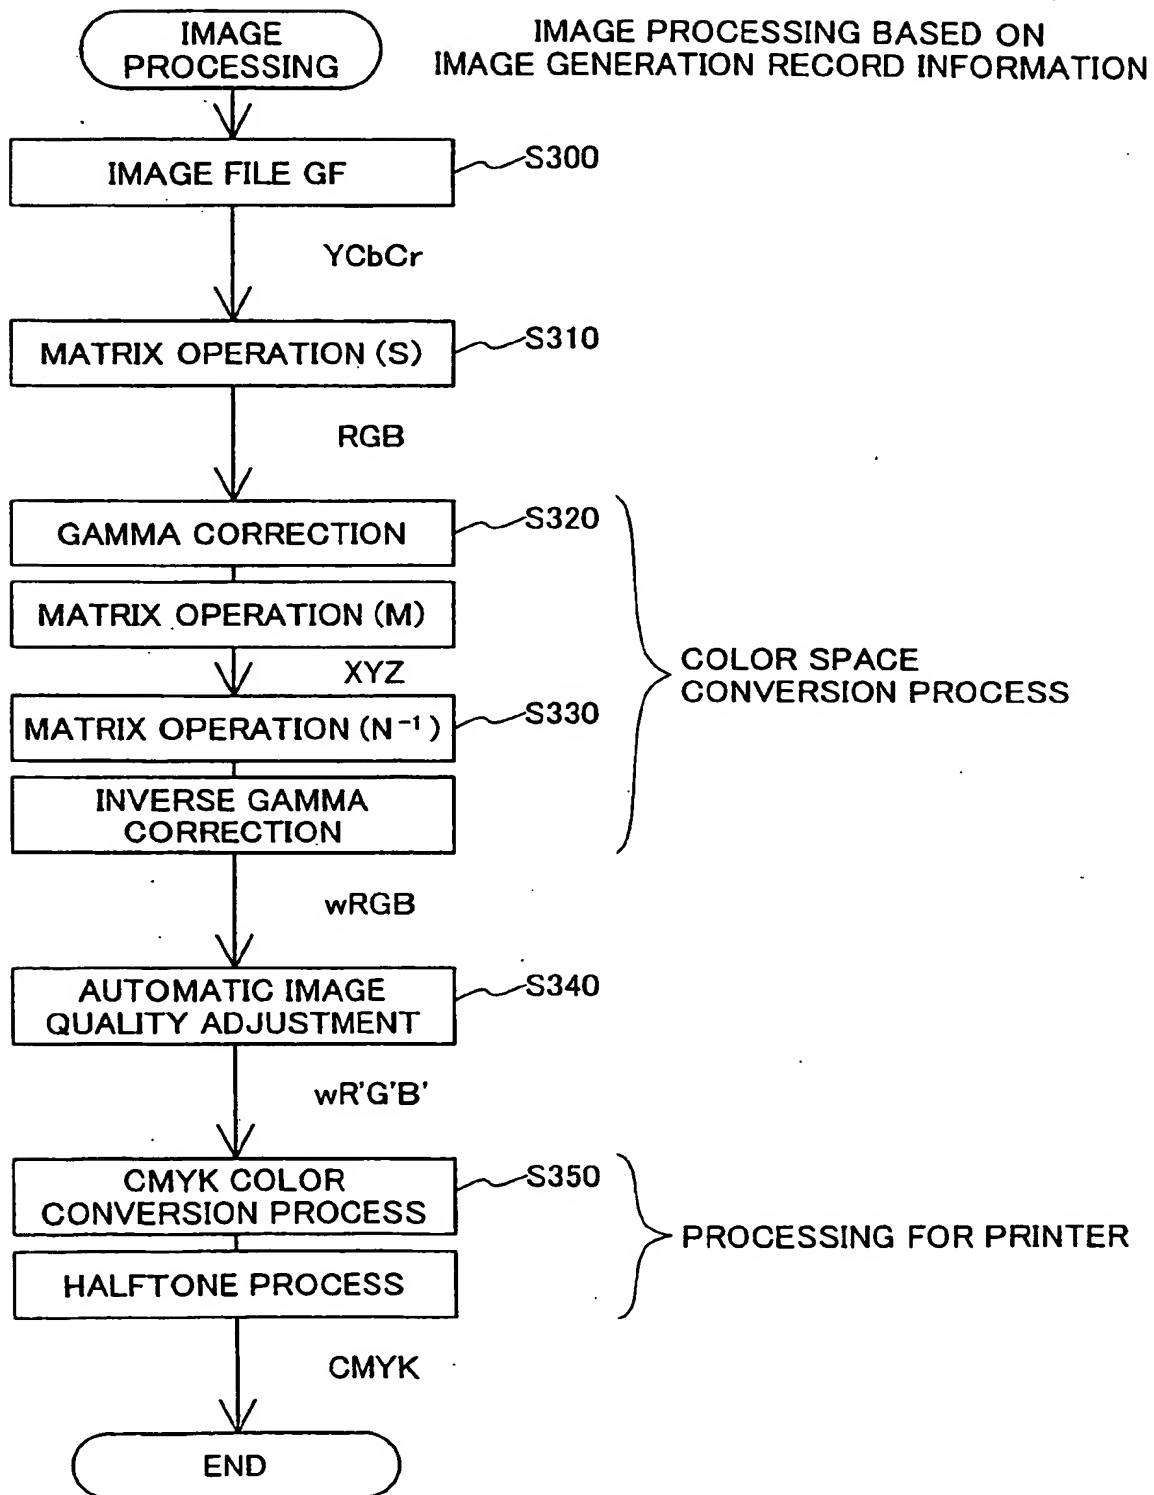 IMAGE
PROCESSING
IMAGE PROCESSING BASED ON
IMAGE GENERATION RECORD INFORMATION
IMAGE FILE GF
S300
YCbCr
MATRIX OPERATION (S)
S310
RGB
GAMMA CORRECTION
S320
MATRIX OPERATION (M)
XYZ
COLOR SPACE
CONVERSION PROCESS
MATRIX OPERATION (N⁻¹)
S330
INVERSE GAMMA
CORRECTION
wRGB
AUTOMATIC IMAGE
QUALITY ADJUSTMENT
S340
wR'G'B'
CMYK COLOR
CONVERSION PROCESS
S350
PROCESSING FOR PRINTER
HALFTONE PROCESS
CMYK
END